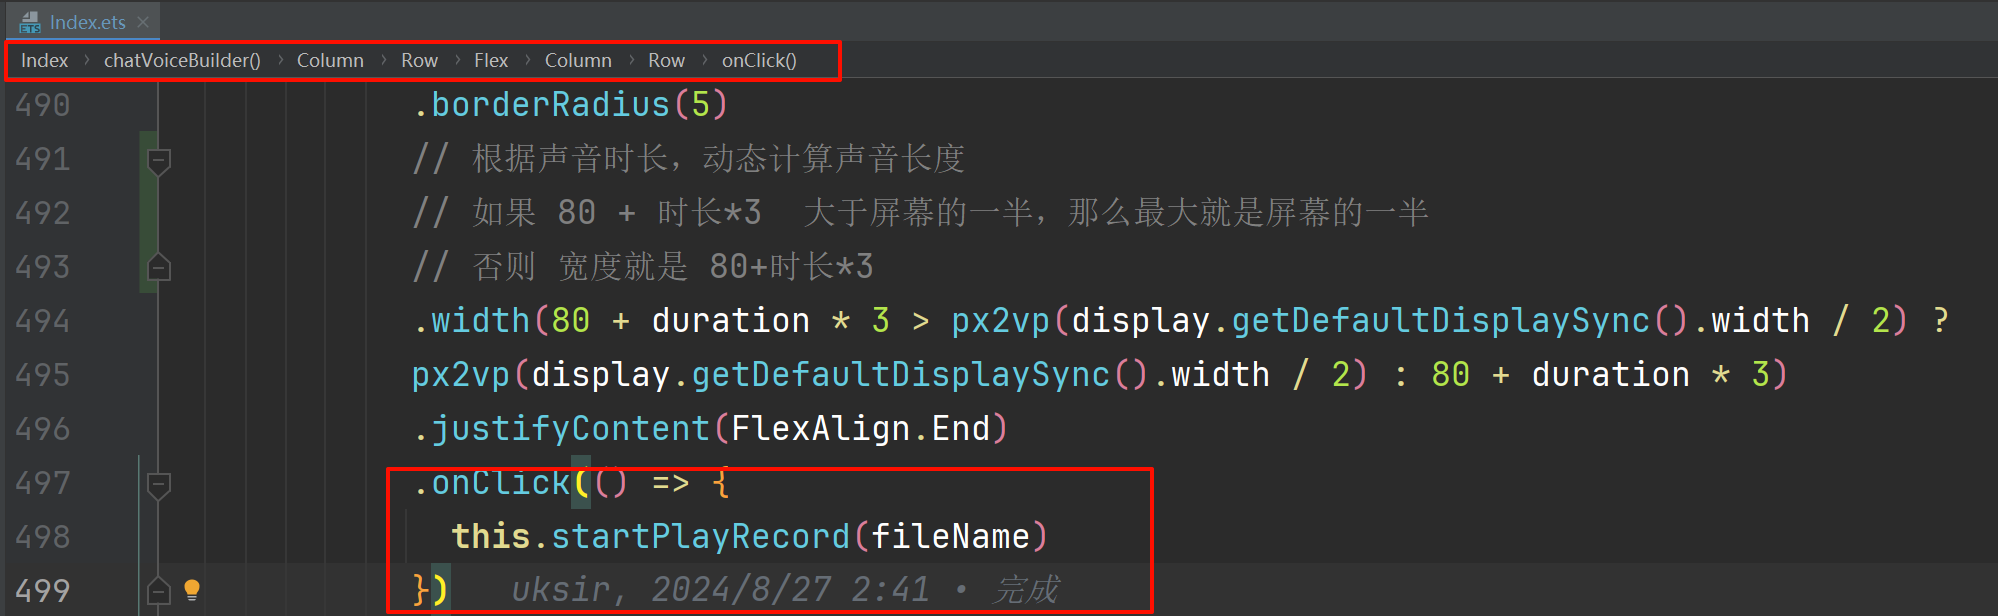 Index.ets
Index › chatVoiceBuilder() › Column › Row › Flex › Column › Row › onClick()
490 .borderRadius(5)
491 // 根据声音时长，动态计算声音长度
492 // 如果 80 + 时长*3  大于屏幕的一半，那么最大就是屏幕的一半
493 // 否则 宽度就是 80+时长*3
494 .width(80 + duration * 3 > px2vp(display.getDefaultDisplaySync().width / 2) ?
495 px2vp(display.getDefaultDisplaySync().width / 2) : 80 + duration * 3)
496 .justifyContent(FlexAlign.End)
497 .onClick(() => {
498 this.startPlayRecord(fileName)
499 }) uksir, 2024/8/27 2:41 • 完成